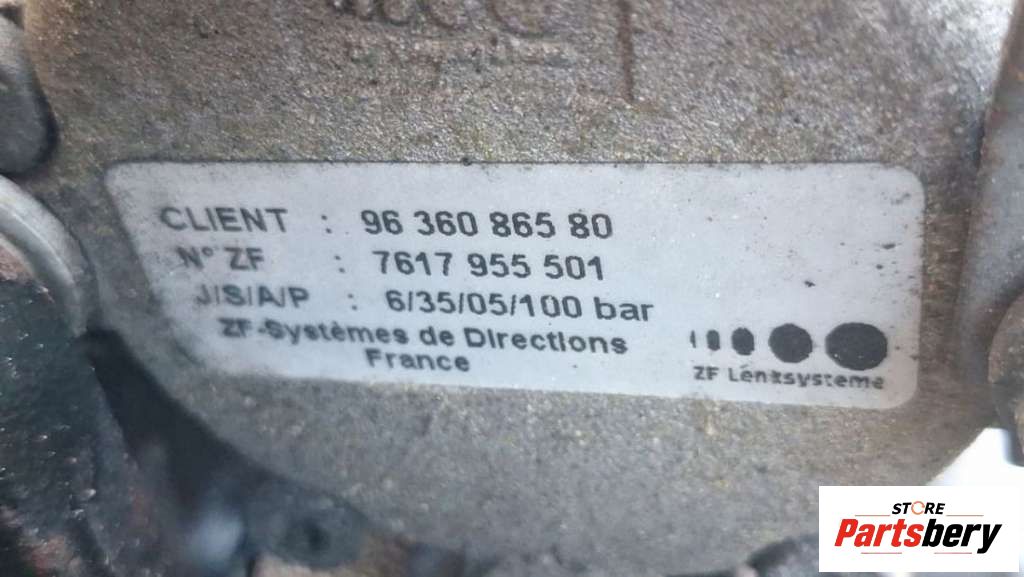 CLIENT : 96 360 865 80
N° ZF : 7617 955 501
J/S/A/P : 6/35/05/100 bar
ZF-Systèmes de Directions
France
ZF Lenksysteme
STORE
Partsbery